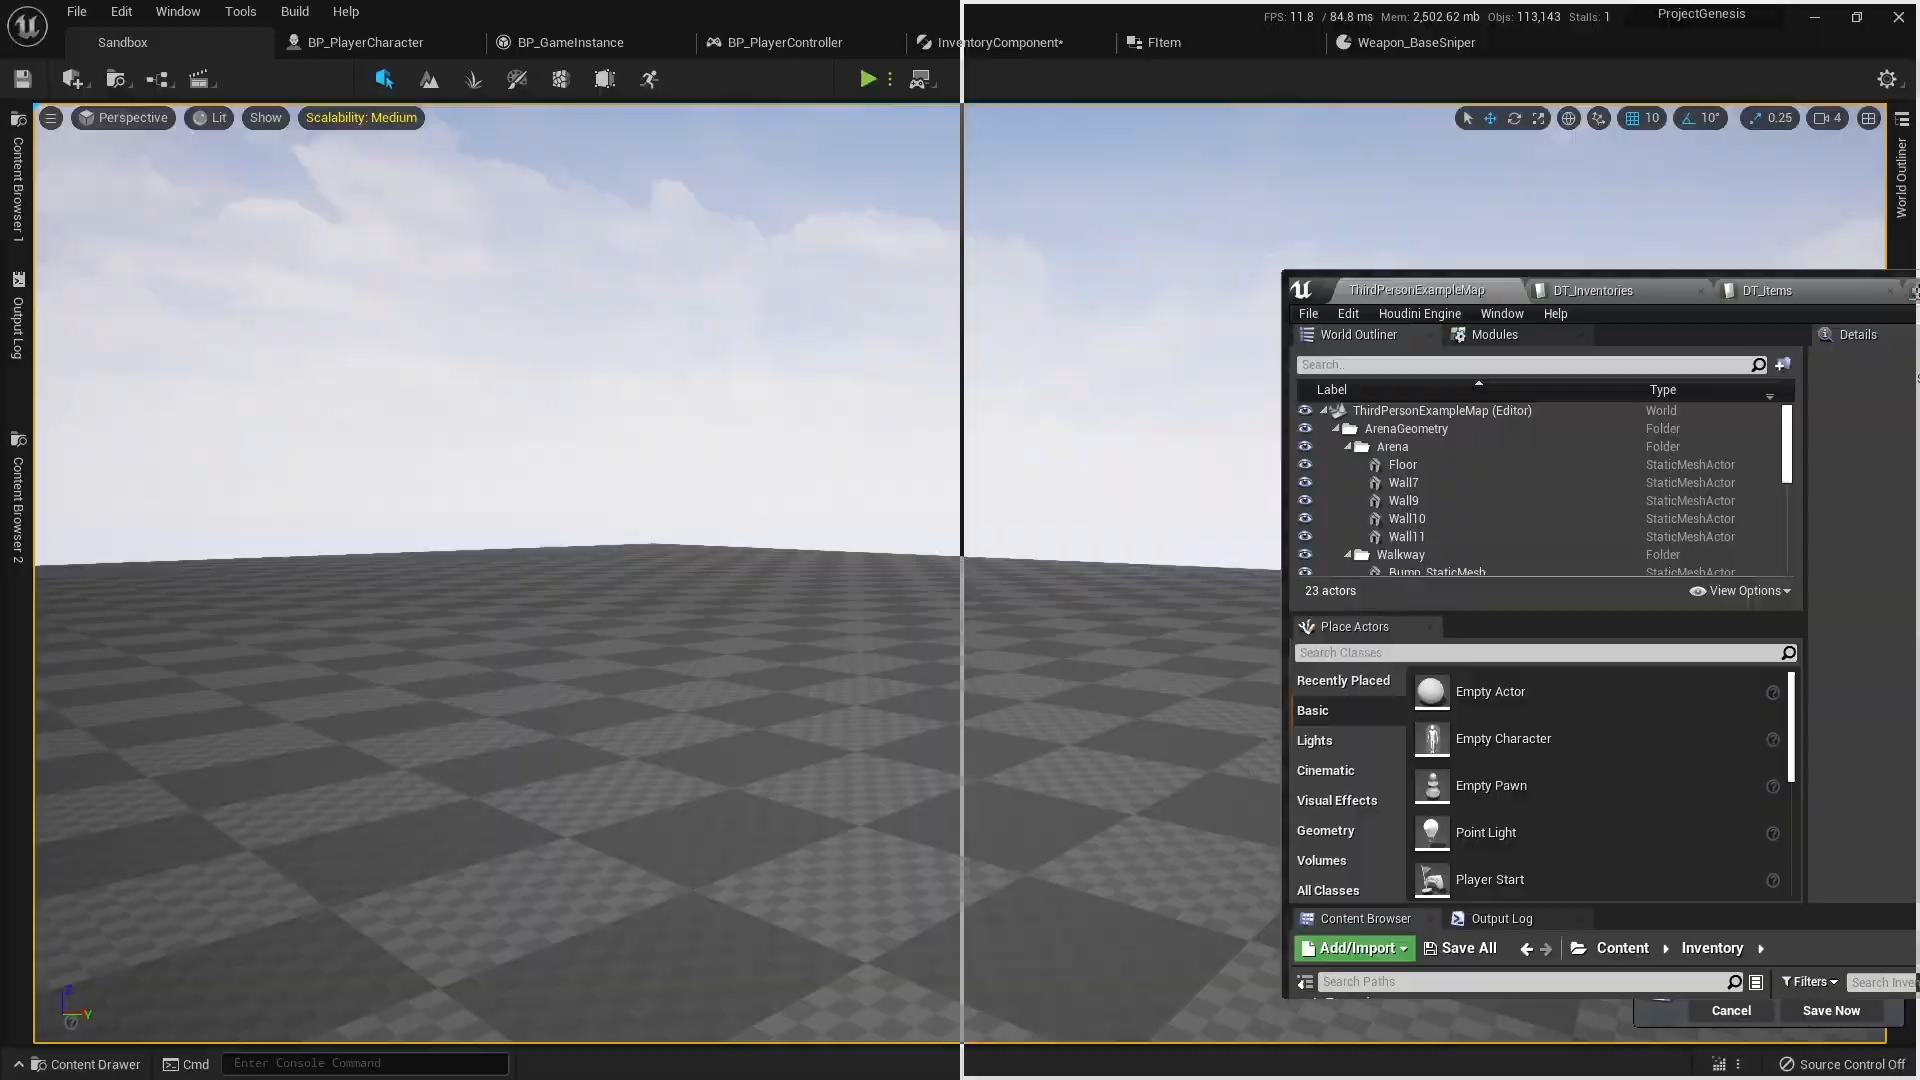 File Edit Window Tools Build Help
FPS: 11.8 / 84.8 ms Mem: 2,502.62 mb Objs: 113,143 Stalls: 1 ProjectGenesis
Sandbox BP_PlayerCharacter BP_GameInstance BP_PlayerController InventoryComponent* FItem Weapon_BaseSniper
Perspective Lit Show Scalability: Medium 10 10° 0.25 4
Content Browser 1
Output Log
Content Browser 2
World Outliner
ThirdPersonExampleMap DT_Inventories DT_Items
File Edit Houdini Engine Window Help
World Outliner Modules Details
Search..
Label Type
ThirdPersonExampleMap (Editor) World
ArenaGeometry Folder
Arena Folder
Floor StaticMeshActor
Wall7 StaticMeshActor
Wall9 StaticMeshActor
Wall10 StaticMeshActor
Wall11 StaticMeshActor
Walkway Folder
Bump_StaticMesh StaticMeshActor
23 actors View Options
Place Actors
Search Classes
Recently Placed
Basic
Lights
Cinematic
Visual Effects
Geometry
Volumes
All Classes
Empty Actor
Empty Character
Empty Pawn
Point Light
Player Start
Content Browser Output Log
Add/Import Save All Content Inventory
Search Paths Filters Search Inve
Cancel Save Now
Z
Y
Content Drawer Cmd Enter Console Command Source Control Off